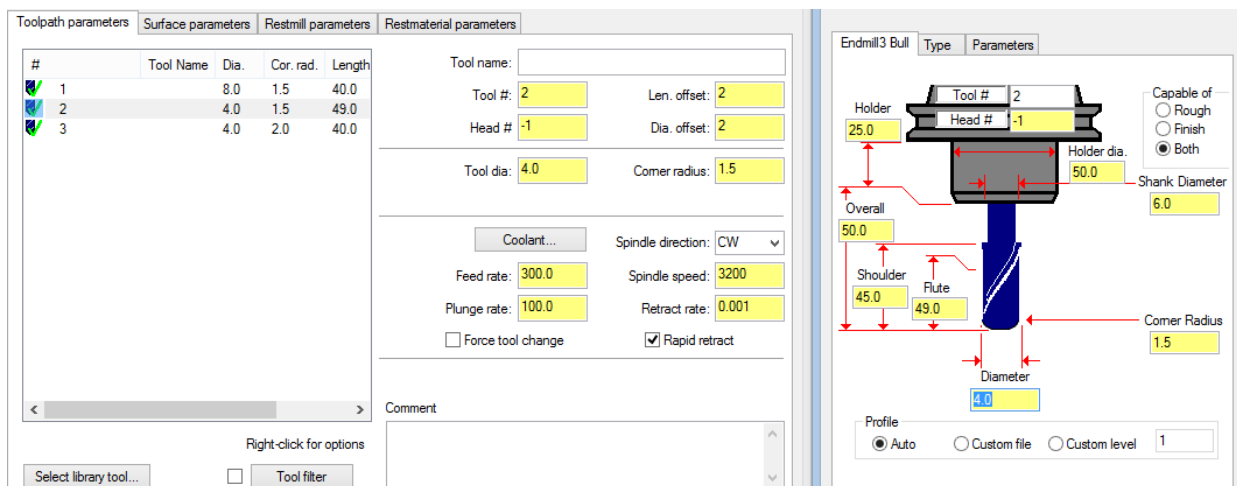 Toolpath parameters Surface parameters Restmill parameters Restmaterial parameters
# Tool Name Dia. Cor. rad. Length
1 8.0 1.5 40.0
2 4.0 1.5 49.0
3 4.0 2.0 40.0
Right-click for options
Select library tool... Tool filter
Tool name:
Tool #: 2 Len. offset: 2
Head # -1 Dia. offset: 2
Tool dia: 4.0 Corner radius: 1.5
Coolant... Spindle direction: CW
Feed rate: 300.0 Spindle speed: 3200
Plunge rate: 100.0 Retract rate: 0.001
Force tool change Rapid retract
Comment
Endmill3 Bull Type Parameters
Tool # 2
Head # -1
Capable of
Rough
Finish
Both
Holder
25.0
Holder dia.
50.0
Shank Diameter
6.0
Overall
50.0
Shoulder
45.0
Flute
49.0
Corner Radius
1.5
Diameter
4.0
Profile
Auto Custom file Custom level 1